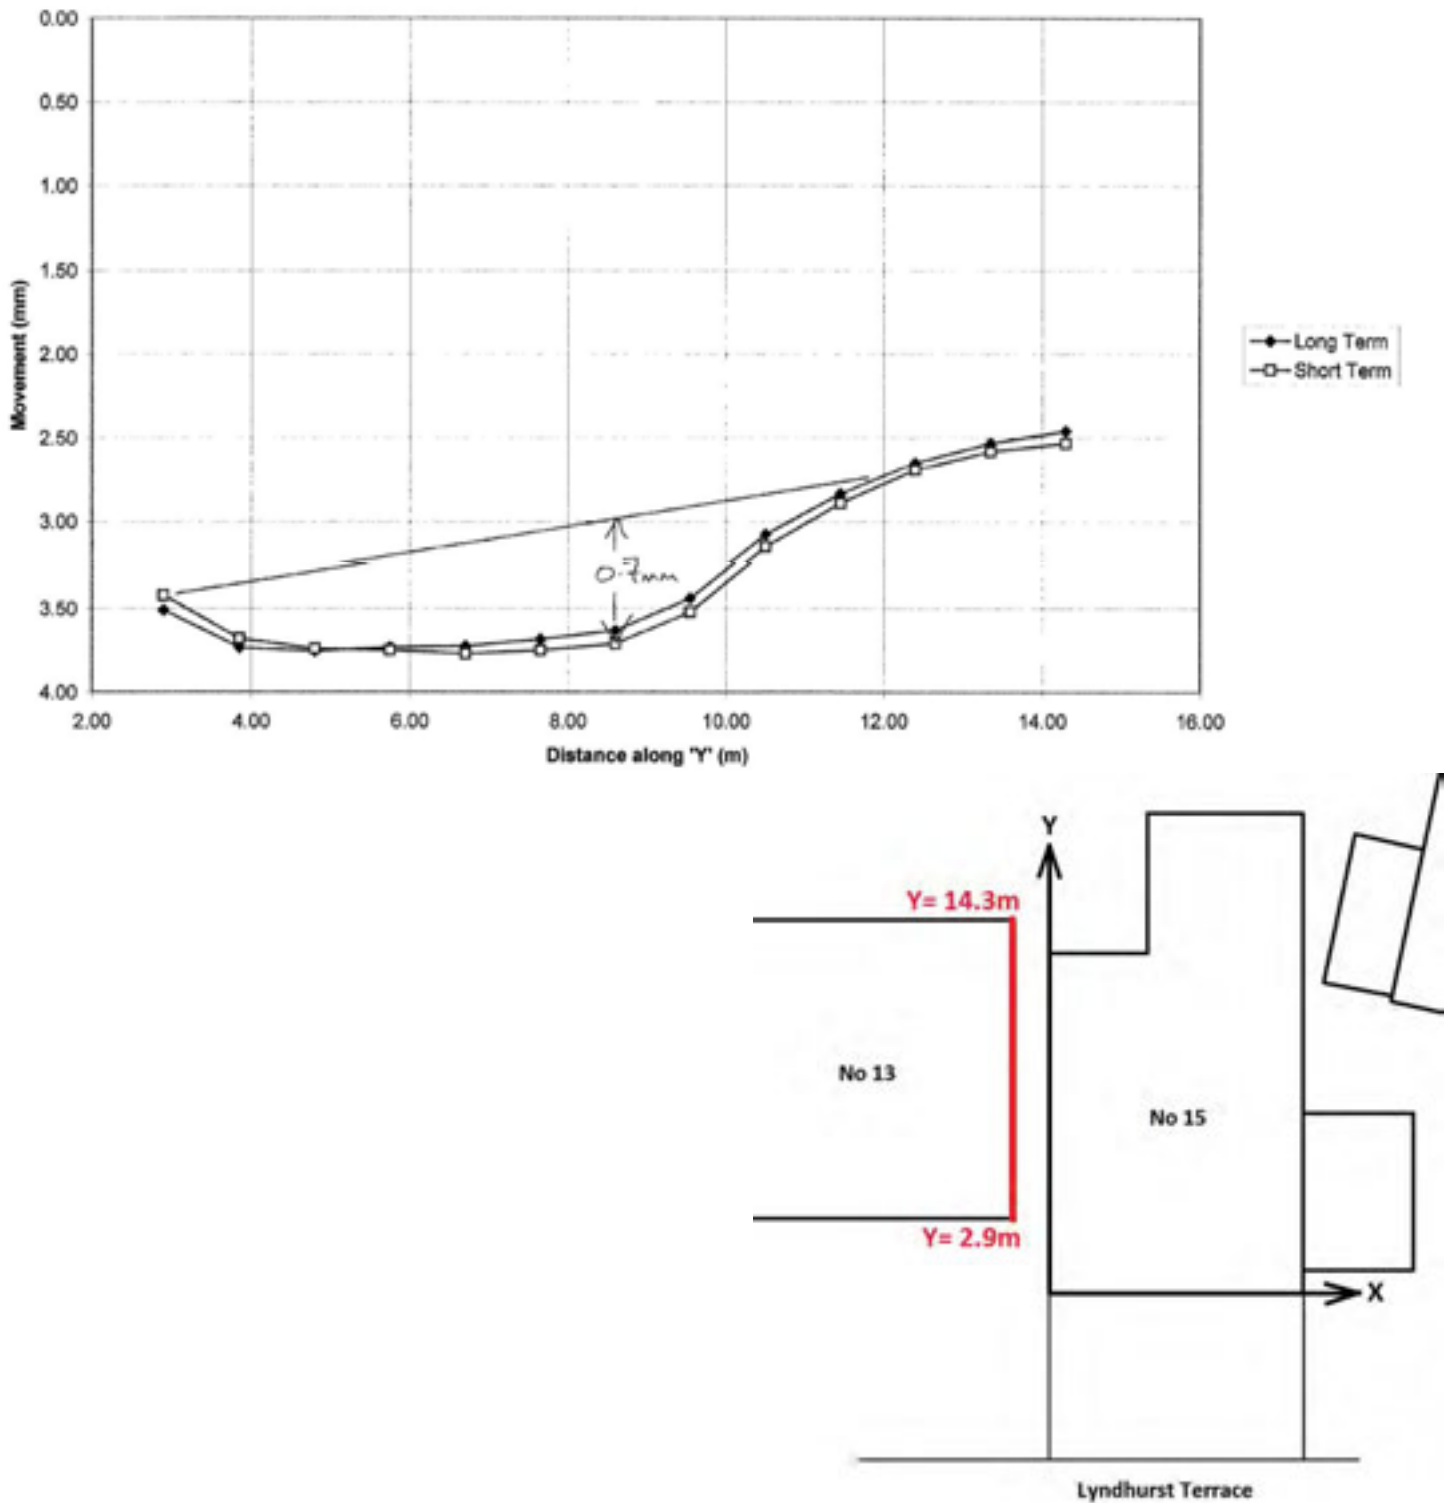 0.00
0.50
1.00
1.50
2.00
2.50
3.00
3.50
4.00
Movement (mm)
2.00 4.00 6.00 8.00 10.00 12.00 14.00 16.00
Distance along 'Y' (m)
Long Term
Short Term
0.7mm
Y
Y= 14.3m
No 13
No 15
Y= 2.9m
X
Lyndhurst Terrace